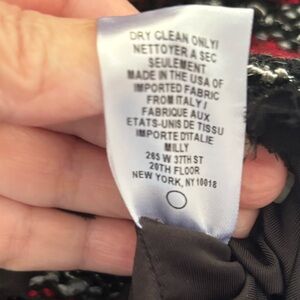 DRY CLEAN ONLY/
NETTOYER A SEC
SEULEMENT
MADE IN THE USA OF
IMPORTED FABRIC
FROM ITALY /
FABRIQUE AUX
ETATS-UNIS DE TISSU
IMPORTE D'ITALIE
MILLY
265 W 37TH ST
20TH FLOOR
NEW YORK, NY 10018